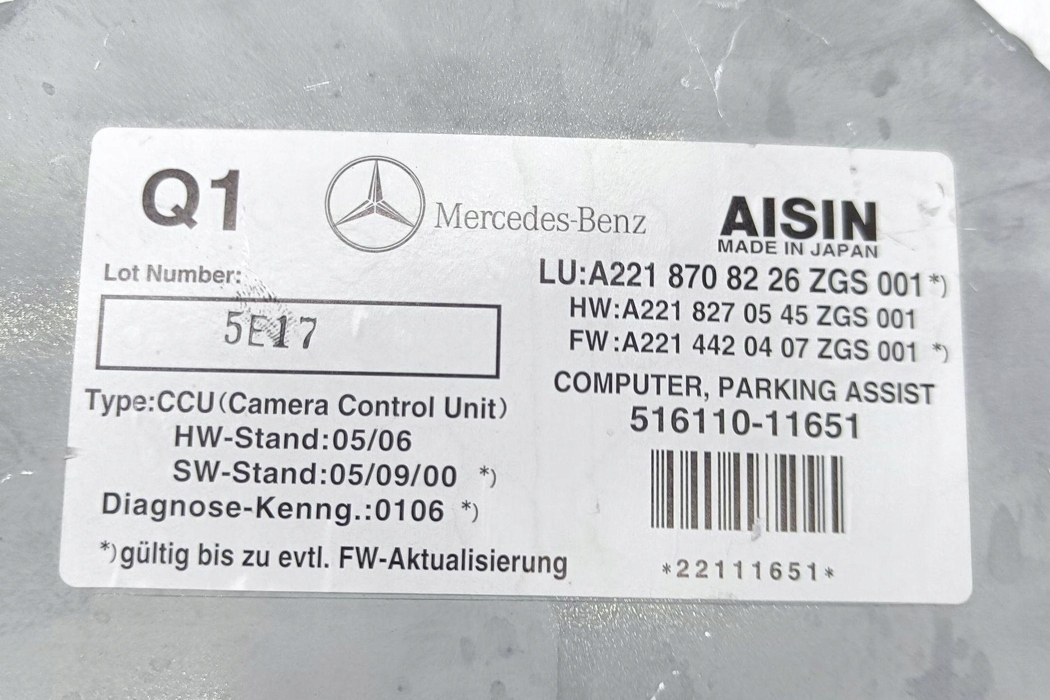 Q1
Mercedes-Benz
AISIN
MADE IN JAPAN
Lot Number:
5E17
LU:A221 870 82 26 ZGS 001 *)
HW:A221 827 05 45 ZGS 001
FW:A221 442 04 07 ZGS 001 *)
COMPUTER, PARKING ASSIST
516110-11651
Type:CCU(Camera Control Unit)
HW-Stand:05/06
SW-Stand:05/09/00 *)
Diagnose-Kenng.:0106 *)
*)gültig bis zu evtl. FW-Aktualisierung
*22111651*